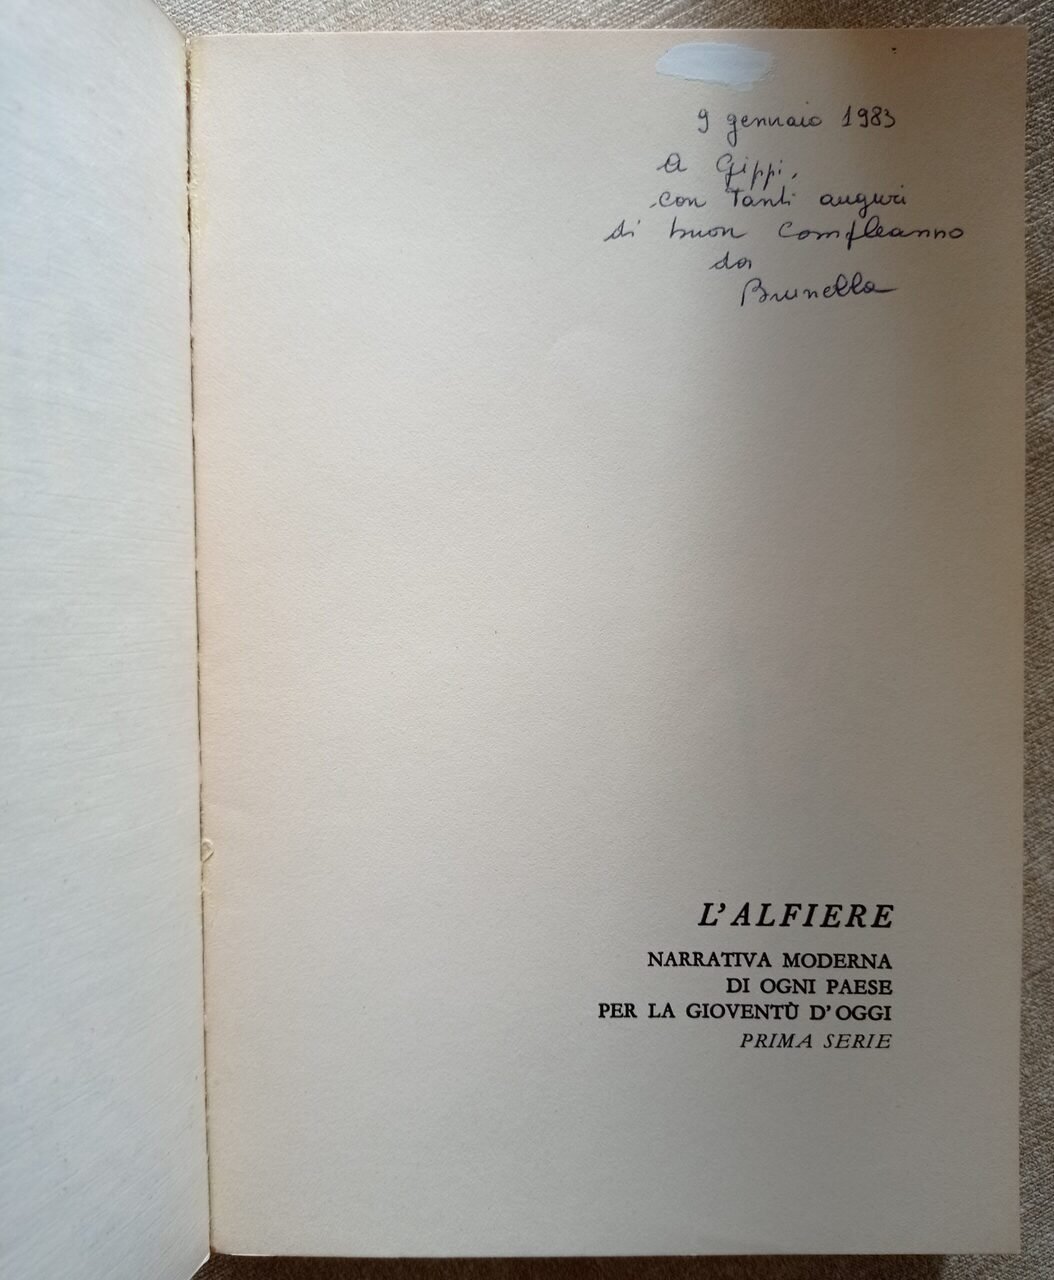 9 gennaio 1983
A Gippi,
con Tanti auguri
di buon compleanno
da
Brunella
L'ALFIERE
NARRATIVA MODERNA
DI OGNI PAESE
PER LA GIOVENTÙ D'OGGI
PRIMA SERIE